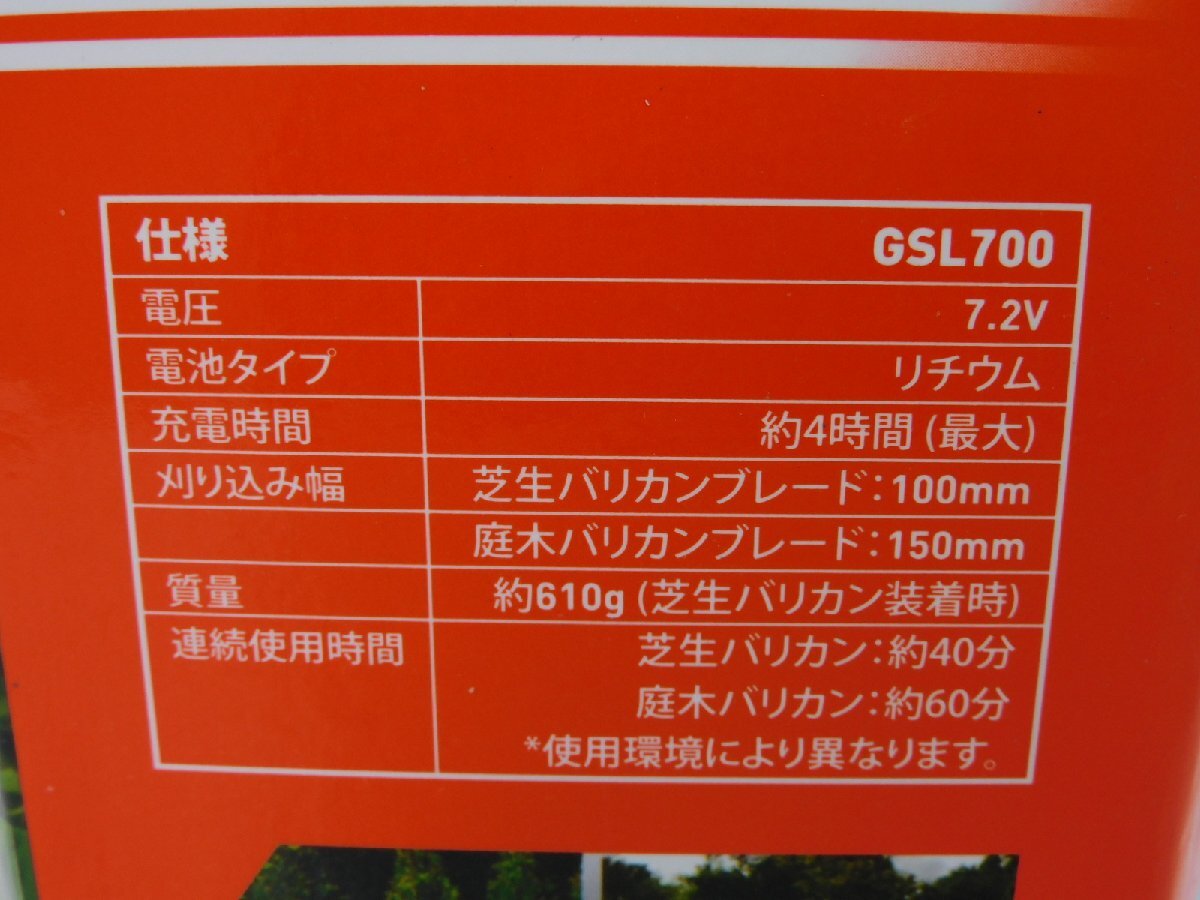 仕様 GSL700
電圧 7.2V
電池タイプ リチウム
充電時間 約4時間 (最大)
刈り込み幅 芝生バリカンブレード：100mm
庭木バリカンブレード：150mm
質量 約610g (芝生バリカン装着時)
連続使用時間 芝生バリカン：約40分
庭木バリカン：約60分
*使用環境により異なります。